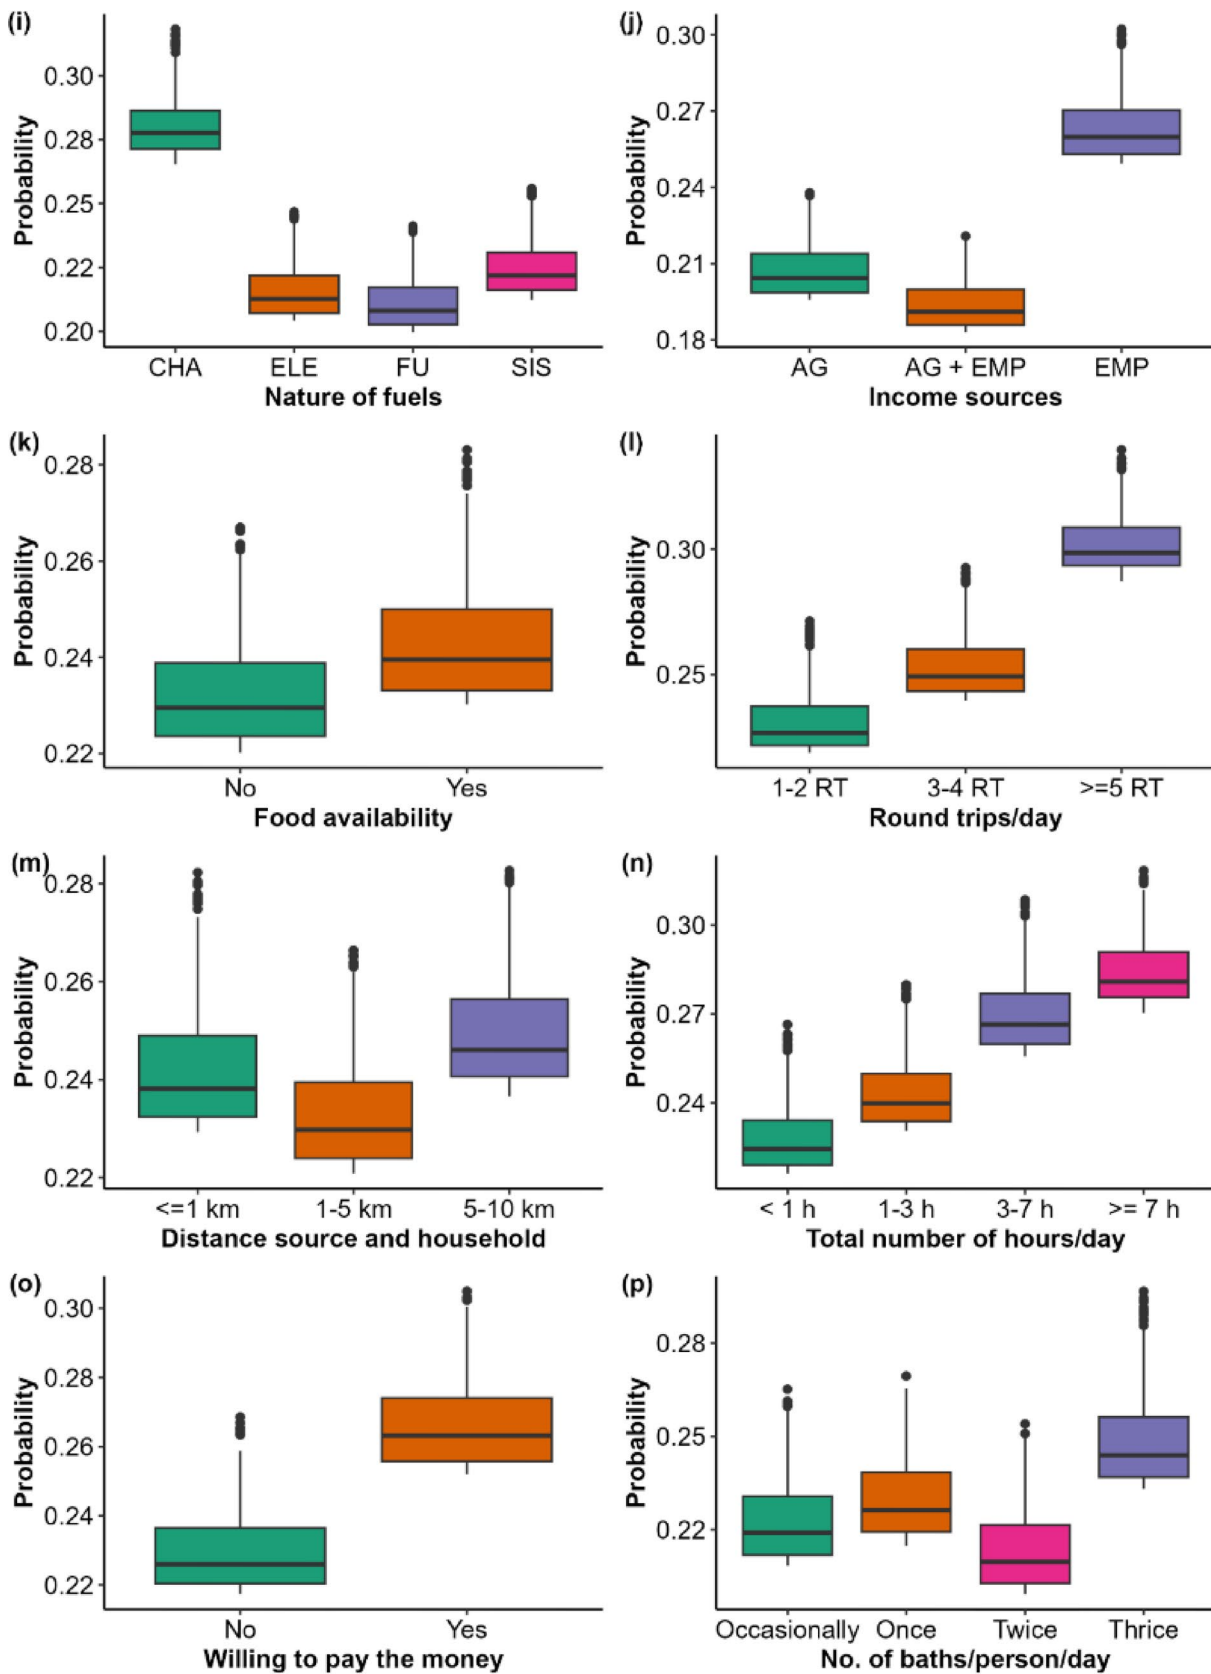 (i)
Probability
0.30
0.28
0.25
0.22
0.20
CHA ELE FU SIS
Nature of fuels
(j)
Probability
0.30
0.27
0.24
0.21
0.18
AG AG + EMP EMP
Income sources
(k)
Probability
0.28
0.26
0.24
0.22
No Yes
Food availability
(l)
Probability
0.30
0.25
1-2 RT 3-4 RT >=5 RT
Round trips/day
(m)
Probability
0.28
0.26
0.24
0.22
<=1 km 1-5 km 5-10 km
Distance source and household
(n)
Probability
0.30
0.27
0.24
< 1 h 1-3 h 3-7 h >= 7 h
Total number of hours/day
(o)
Probability
0.30
0.28
0.26
0.24
0.22
No Yes
Willing to pay the money
(p)
Probability
0.28
0.25
0.22
Occasionally Once Twice Thrice
No. of baths/person/day